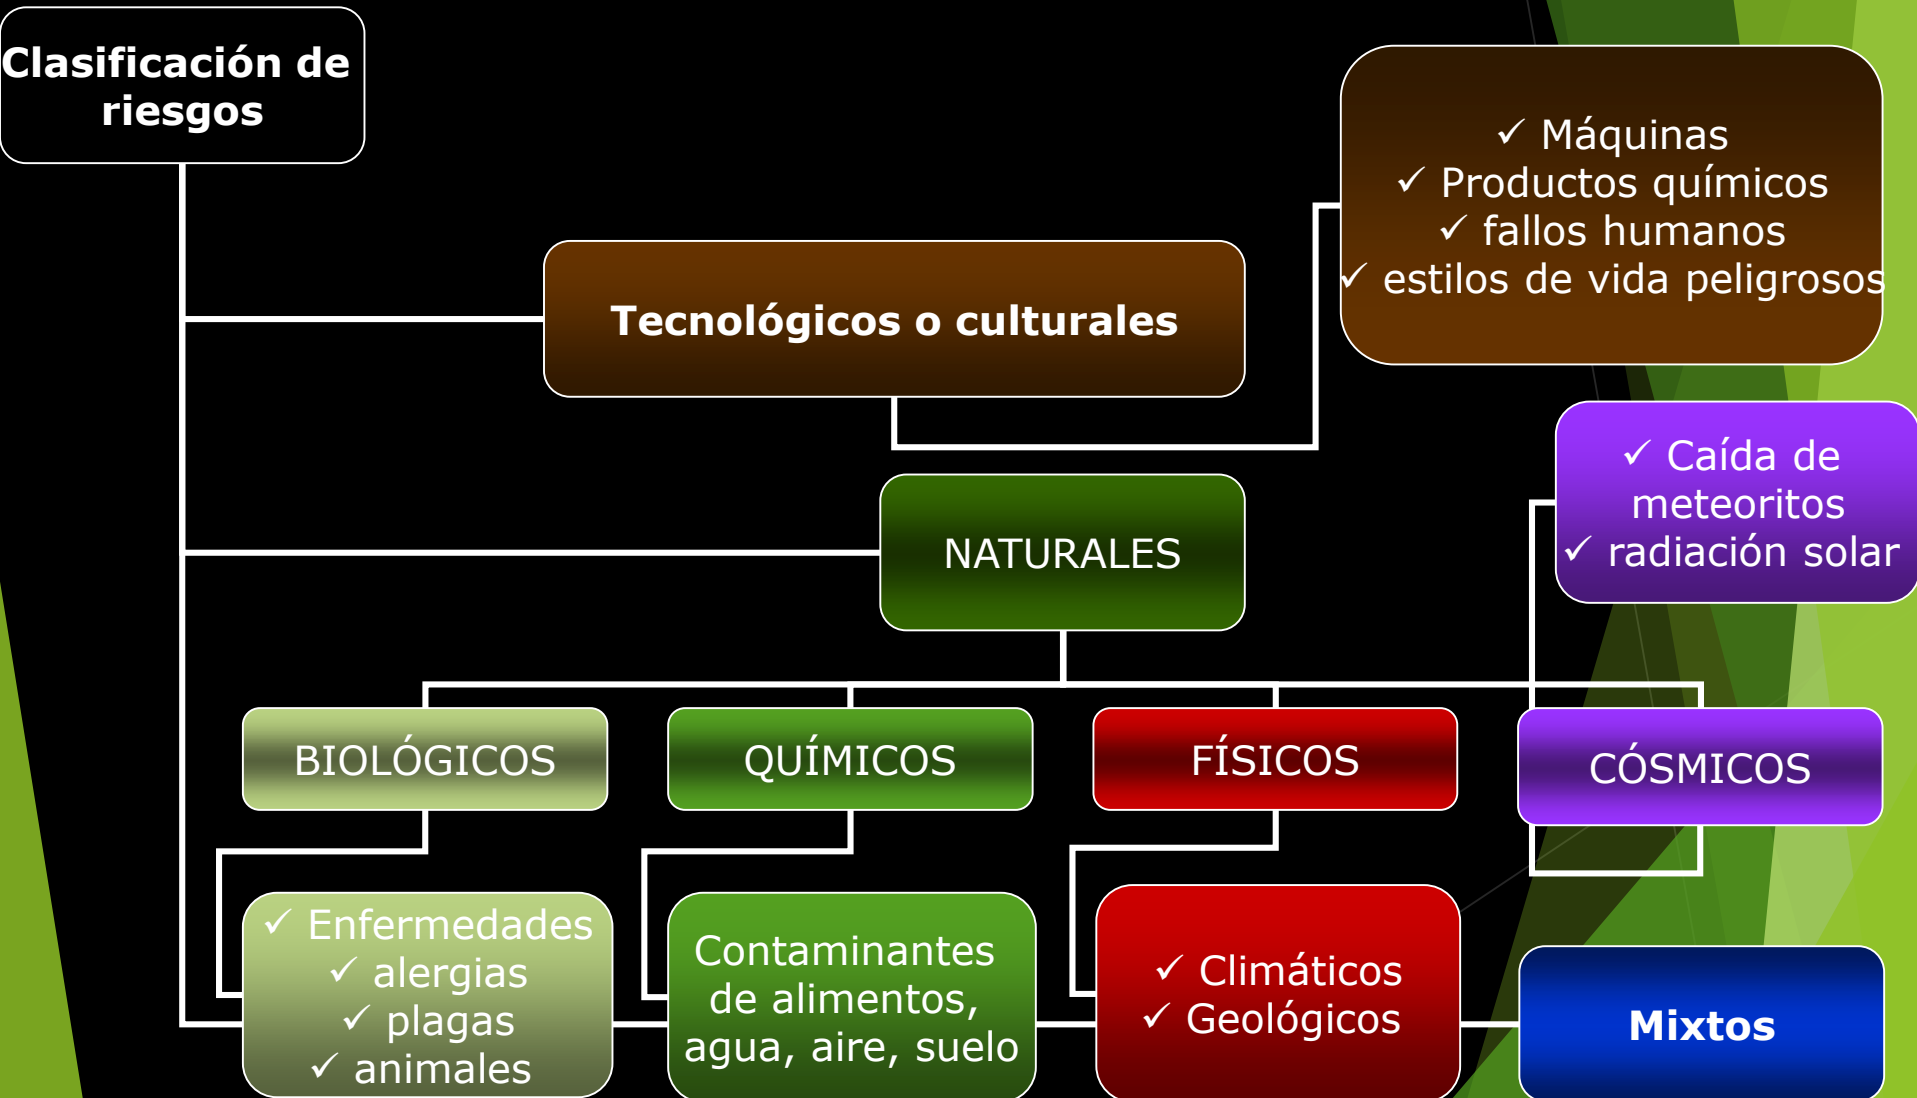 Clasificación de
riesgos
✓ Máquinas
✓ Productos químicos
✓ fallos humanos
✓ estilos de vida peligrosos
Tecnológicos o culturales
✓ Caída de
meteoritos
✓ radiación solar
NATURALES
BIOLÓGICOS
QUÍMICOS
FÍSICOS
CÓSMICOS
✓ Enfermedades
✓ alergias
✓ plagas
✓ animales
Contaminantes
de alimentos,
agua, aire, suelo
✓ Climáticos
✓ Geológicos
Mixtos